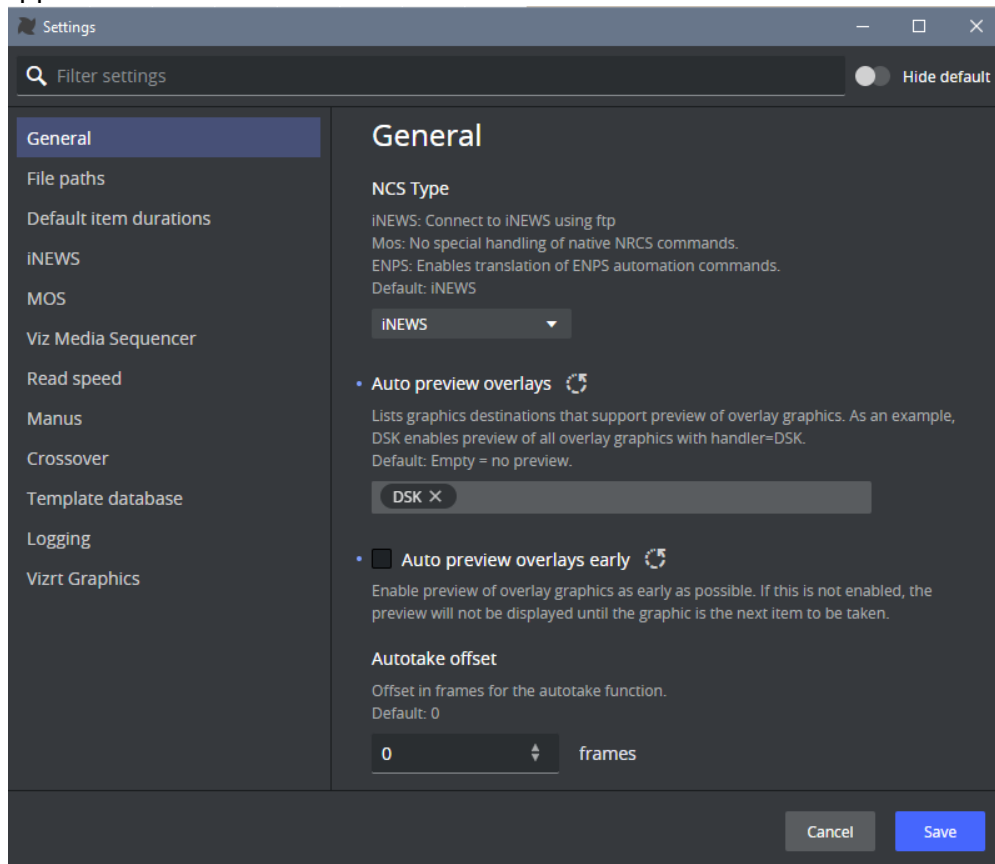 Settings
Filter settings
Hide default
General
File paths
Default item durations
iNEWS
MOS
Viz Media Sequencer
Read speed
Manus
Crossover
Template database
Logging
Vizrt Graphics
General
NCS Type
iNEWS: Connect to iNEWS using ftp
Mos: No special handling of native NRCS commands.
ENPS: Enables translation of ENPS automation commands.
Default: iNEWS
iNEWS
Auto preview overlays
Lists graphics destinations that support preview of overlay graphics. As an example,
DSK enables preview of all overlay graphics with handler=DSK.
Default: Empty = no preview.
DSK
Auto preview overlays early
Enable preview of overlay graphics as early as possible. If this is not enabled, the
preview will not be displayed until the graphic is the next item to be taken.
Autotake offset
Offset in frames for the autotake function.
Default: 0
0 frames
Cancel
Save